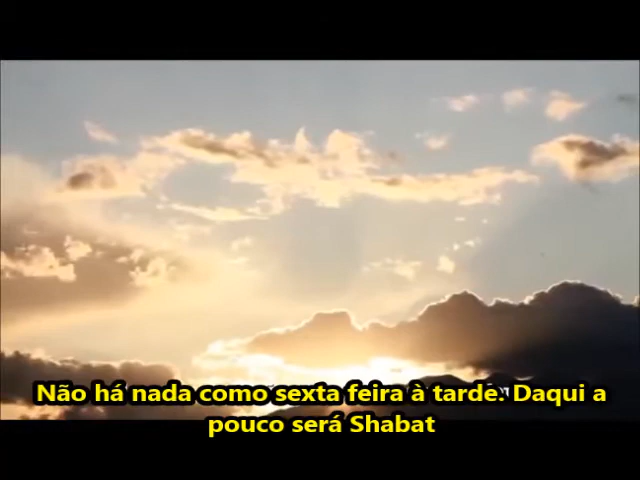 Não há nada como sexta feira à tarde. Daqui a
pouco será Shabat